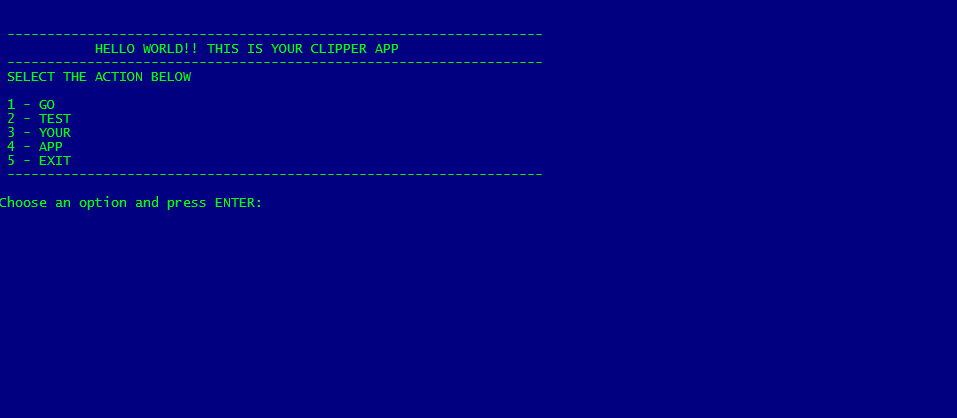 -------------------------------------------------------------------
HELLO WORLD!! THIS IS YOUR CLIPPER APP
-------------------------------------------------------------------
SELECT THE ACTION BELOW
1 - GO
2 - TEST
3 - YOUR
4 - APP
5 - EXIT
-------------------------------------------------------------------
Choose an option and press ENTER: